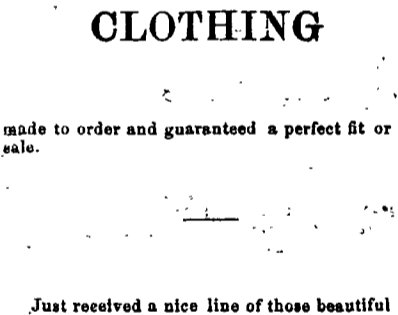 CLOTHING
made to order and guaranteed a perfect fit or
sale.
Just received a nice line of those beautiful